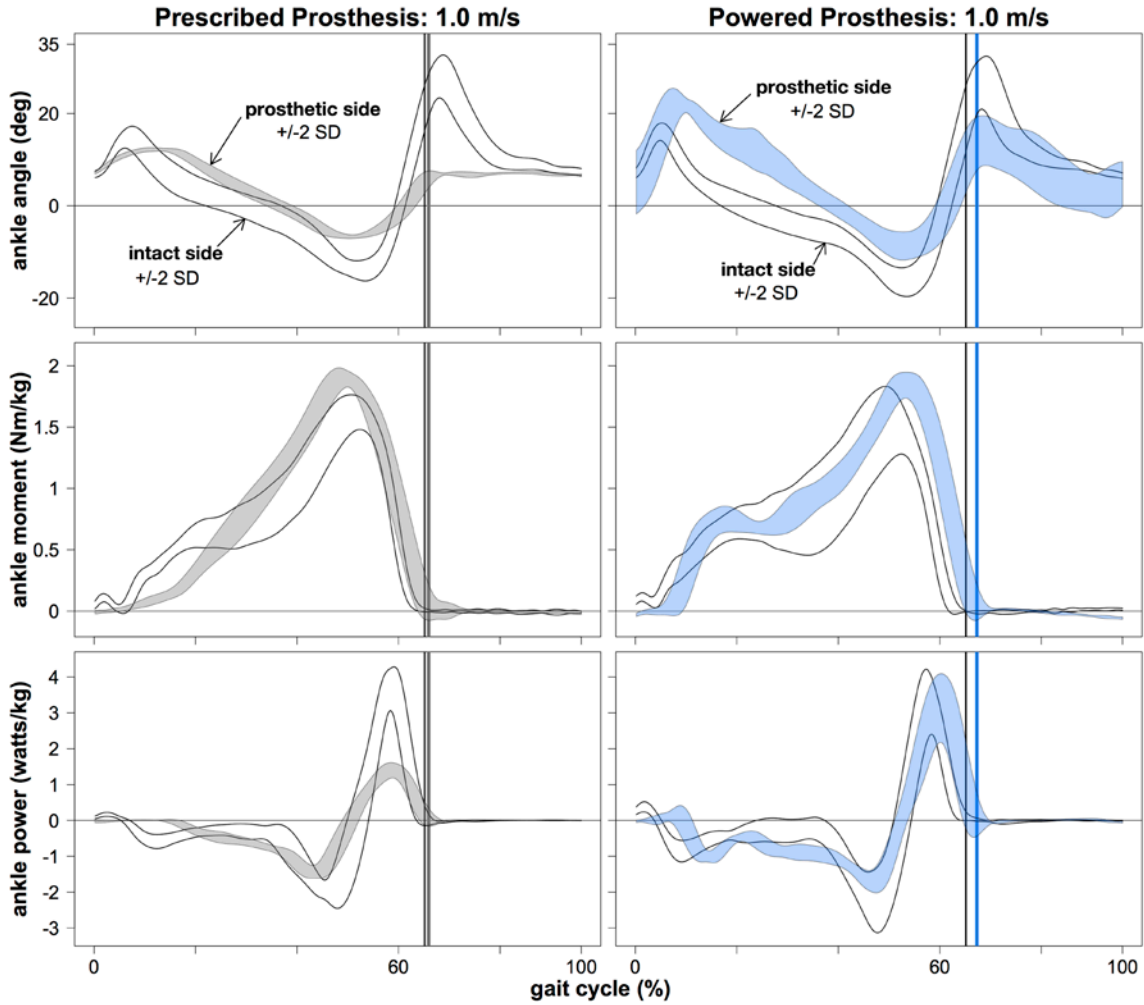 Prescribed Prosthesis: 1.0 m/s
Powered Prosthesis: 1.0 m/s
ankle angle (deg)
35
20
0
-20
prosthetic side
+/-2 SD
intact side
+/-2 SD
prosthetic side
+/-2 SD
intact side
+/-2 SD
ankle moment (Nm/kg)
2
1.5
1
0.5
0
ankle power (watts/kg)
4
3
2
1
0
-1
-2
-3
0
60
100
0
60
100
gait cycle (%)